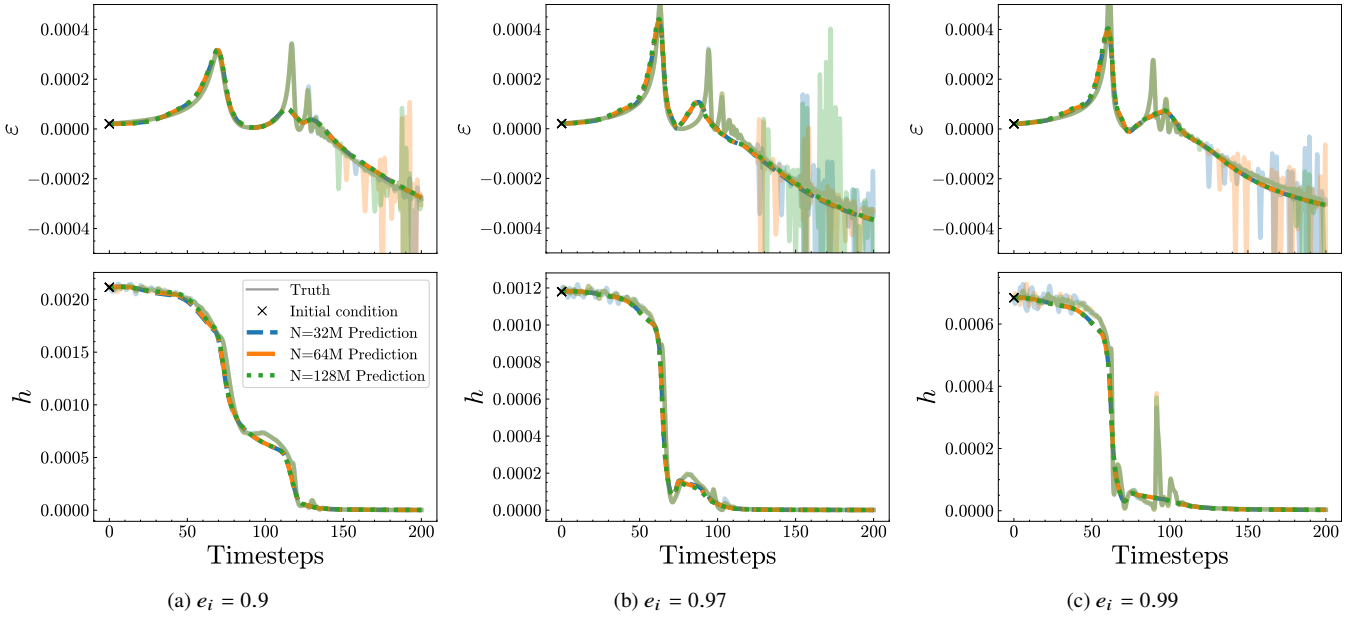 0.0004
0.0002
0.0000
−0.0002
−0.0004
ε
0.0004
0.0002
0.0000
−0.0002
−0.0004
ε
0.0004
0.0002
0.0000
−0.0002
−0.0004
ε
0.0020
0.0015
0.0010
0.0005
0.0000
h
Truth
Initial condition
N=32M Prediction
N=64M Prediction
N=128M Prediction
0 50 100 150 200
Timesteps
0.0012
0.0010
0.0008
0.0006
0.0004
0.0002
0.0000
h
0 50 100 150 200
Timesteps
0.0006
0.0004
0.0002
0.0000
h
0 50 100 150 200
Timesteps
(a) e_i = 0.9
(b) e_i = 0.97
(c) e_i = 0.99